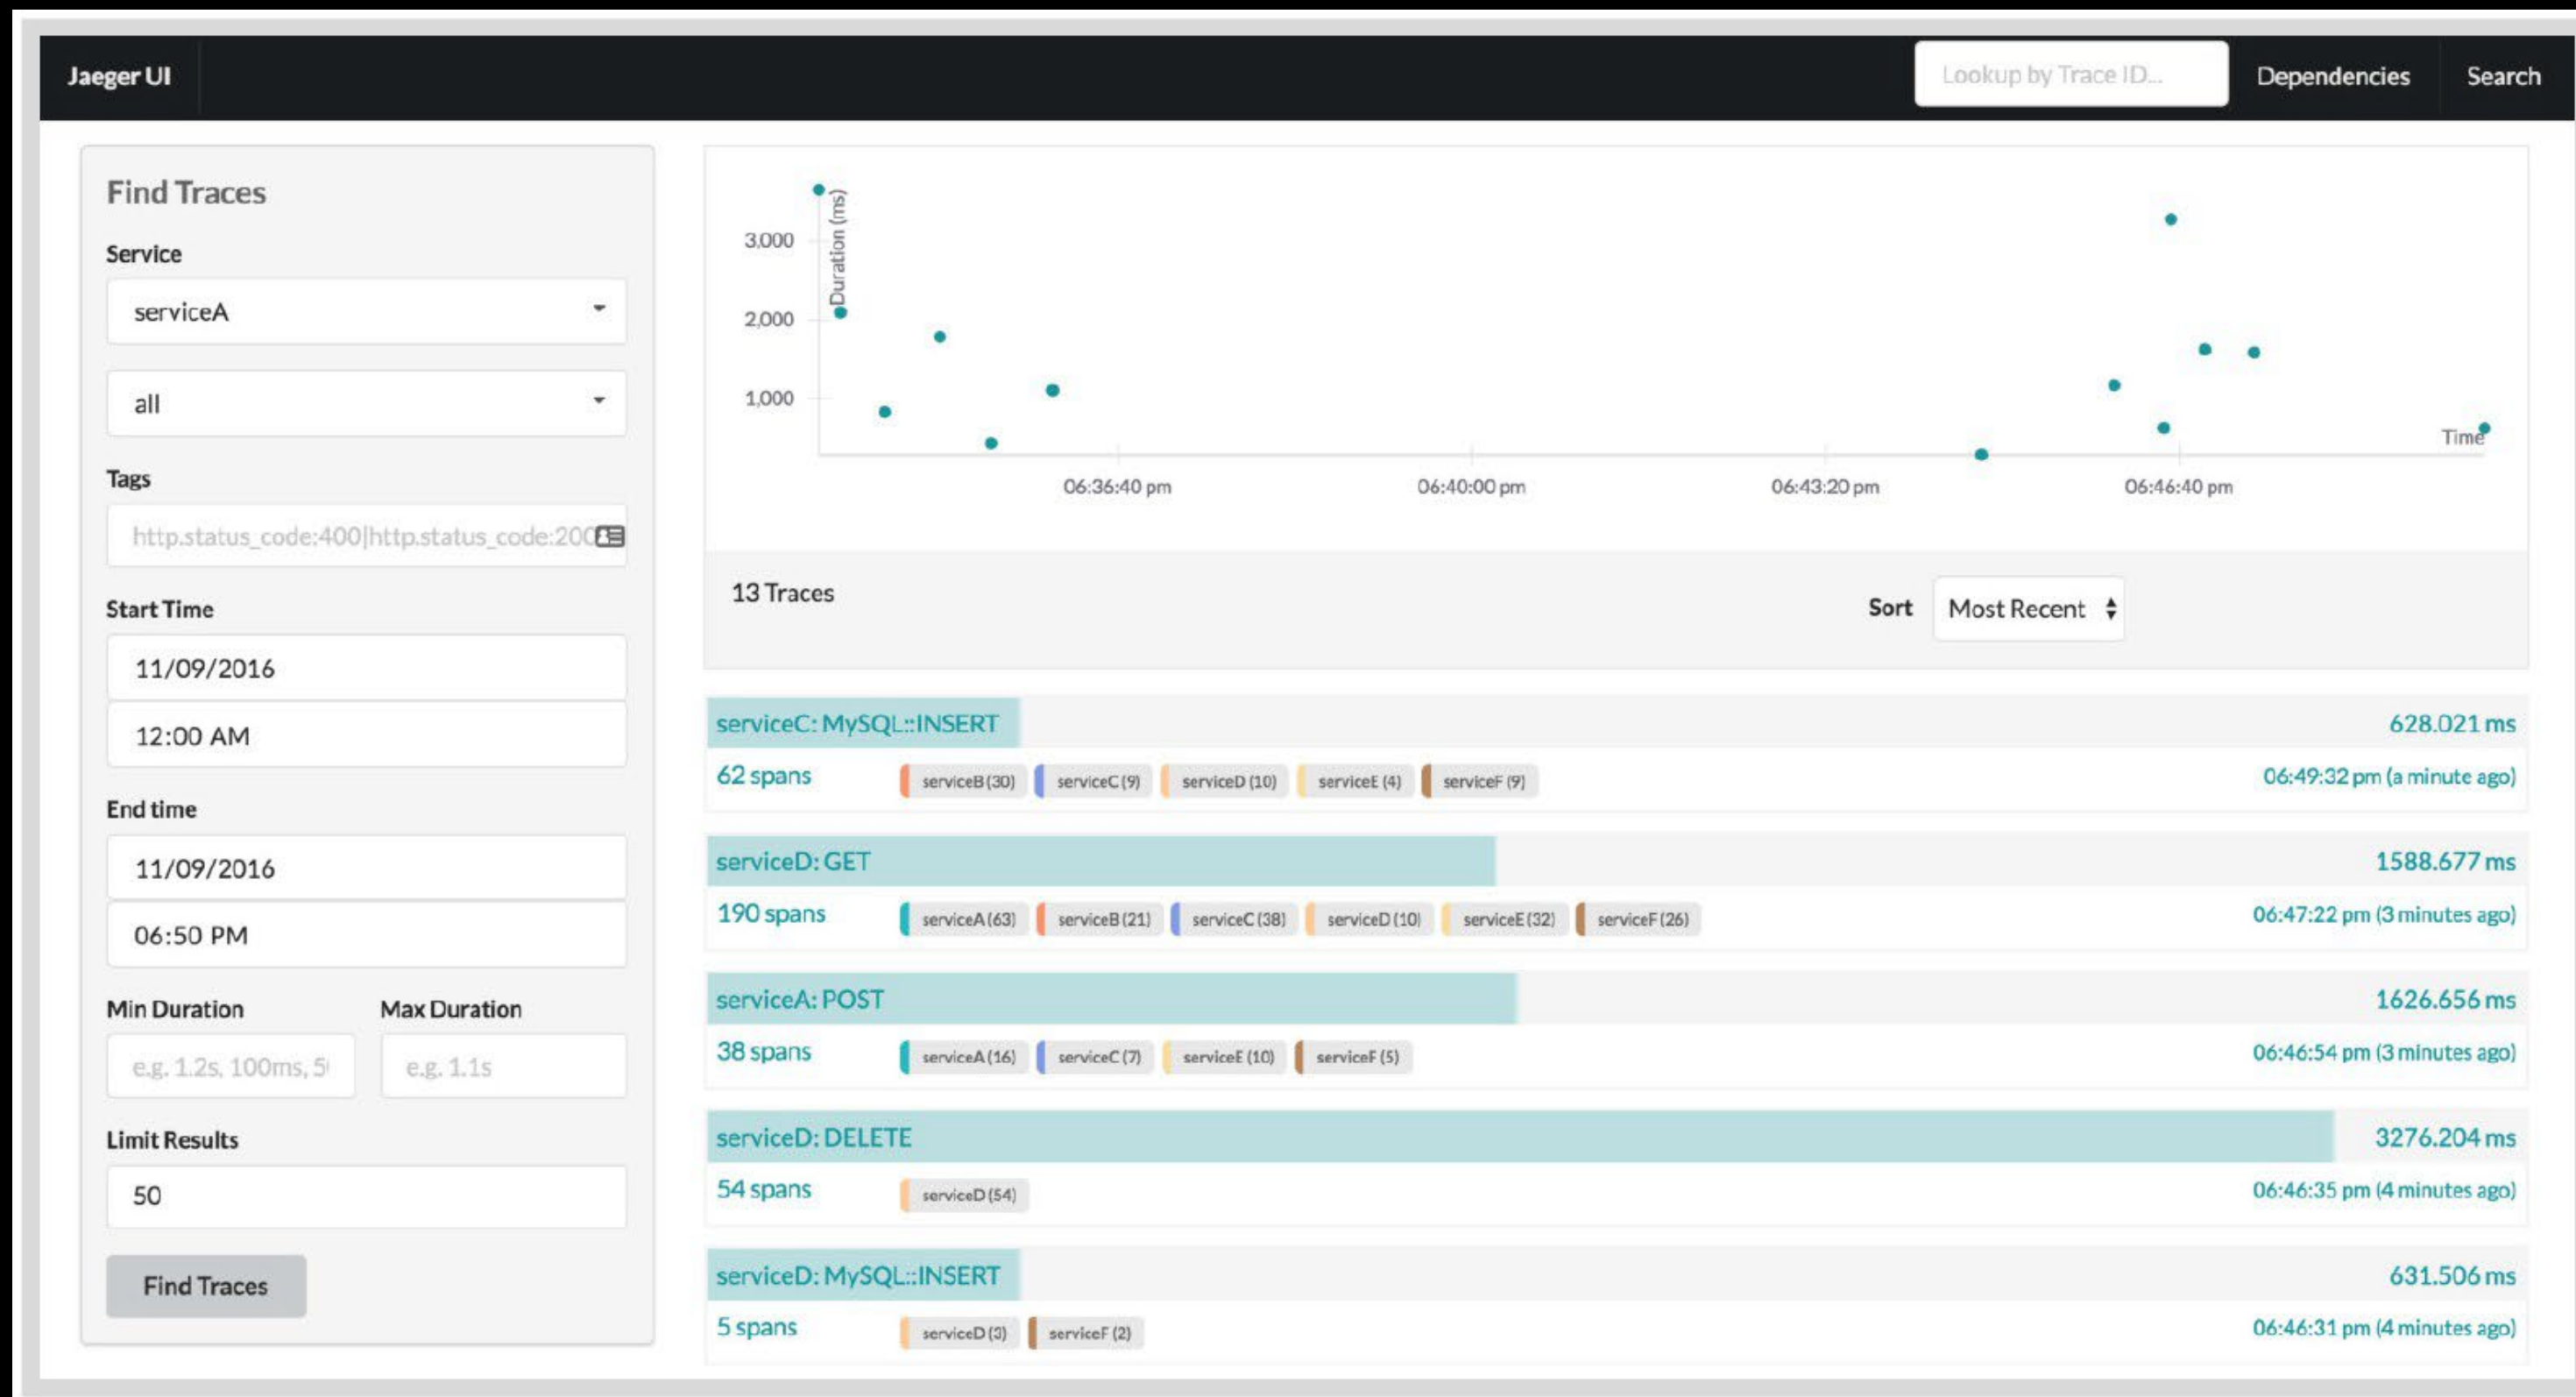 Jaeger UI
Lookup by Trace ID...
Dependencies
Search
Find Traces
Service
serviceA
all
Tags
http.status_code:400|http.status_code:200
Start Time
11/09/2016
12:00 AM
End time
11/09/2016
06:50 PM
Min Duration
Max Duration
e.g. 1.2s, 100ms, 5
e.g. 1.1s
Limit Results
50
Find Traces
Duration (ms)
3,000
2,000
1,000
Time
06:36:40 pm
06:40:00 pm
06:43:20 pm
06:46:40 pm
13 Traces
Sort
Most Recent
serviceC: MySQL::INSERT
628.021 ms
62 spans
serviceB (30)
serviceC (9)
serviceD (10)
serviceE (4)
serviceF (9)
06:49:32 pm (a minute ago)
serviceD: GET
1588.677 ms
190 spans
serviceA (63)
serviceB (21)
serviceC (38)
serviceD (10)
serviceE (32)
serviceF (26)
06:47:22 pm (3 minutes ago)
serviceA: POST
1626.656 ms
38 spans
serviceA (16)
serviceC (7)
serviceE (10)
serviceF (5)
06:46:54 pm (3 minutes ago)
serviceD: DELETE
3276.204 ms
54 spans
serviceD (54)
06:46:35 pm (4 minutes ago)
serviceD: MySQL::INSERT
631.506 ms
5 spans
serviceD (3)
serviceF (2)
06:46:31 pm (4 minutes ago)